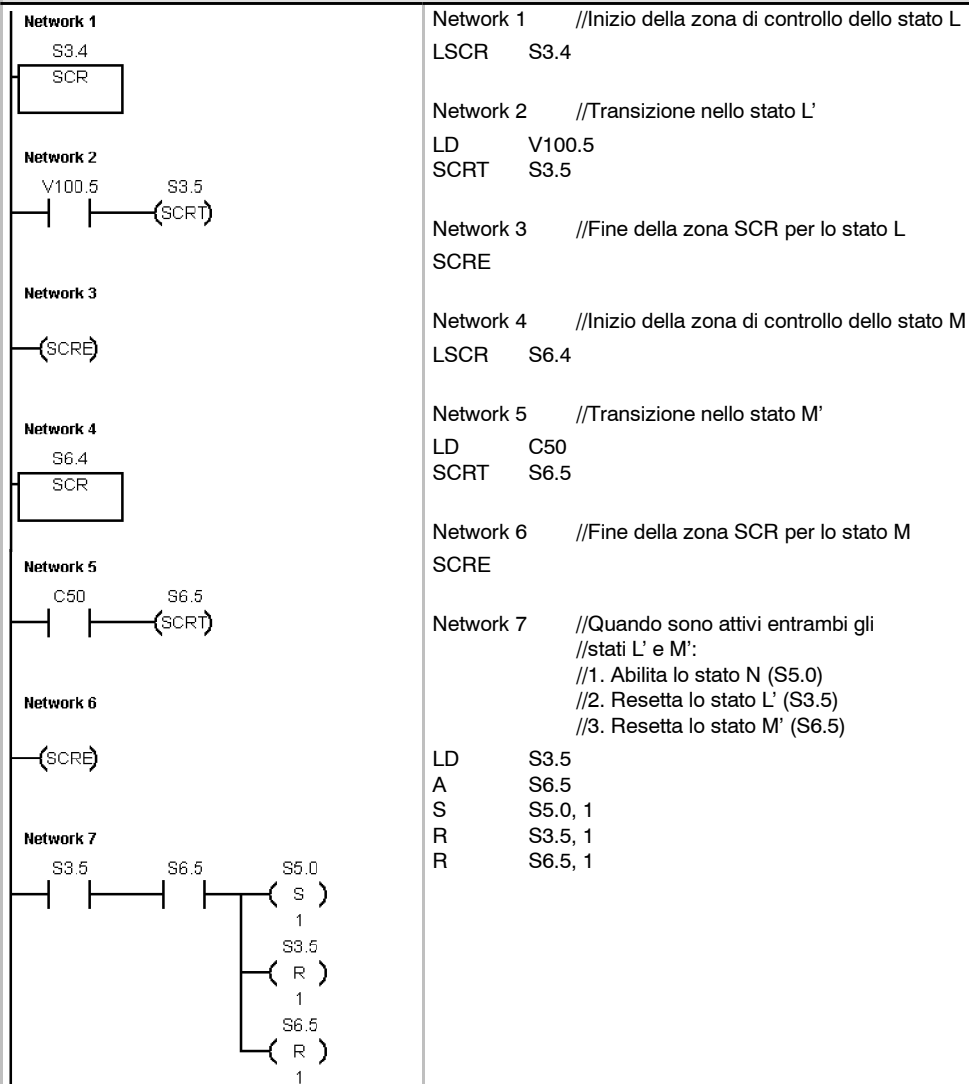 Network 1
S3.4
SCR
Network 2
V100.5 S3.5
(SCRT)
Network 3
(SCRE)
Network 4
S6.4
SCR
Network 5
C50 S6.5
(SCRT)
Network 6
(SCRE)
Network 7
S3.5 S6.5 S5.0
( S )
1
S3.5
( R )
1
S6.5
( R )
1
Network 1 //Inizio della zona di controllo dello stato L
LSCR S3.4
Network 2 //Transizione nello stato L’
LD V100.5
SCRT S3.5
Network 3 //Fine della zona SCR per lo stato L
SCRE
Network 4 //Inizio della zona di controllo dello stato M
LSCR S6.4
Network 5 //Transizione nello stato M’
LD C50
SCRT S6.5
Network 6 //Fine della zona SCR per lo stato M
SCRE
Network 7 //Quando sono attivi entrambi gli
//stati L’ e M’:
//1. Abilita lo stato N (S5.0)
//2. Resetta lo stato L’ (S3.5)
//3. Resetta lo stato M’ (S6.5)
LD S3.5
A S6.5
S S5.0, 1
R S3.5, 1
R S6.5, 1